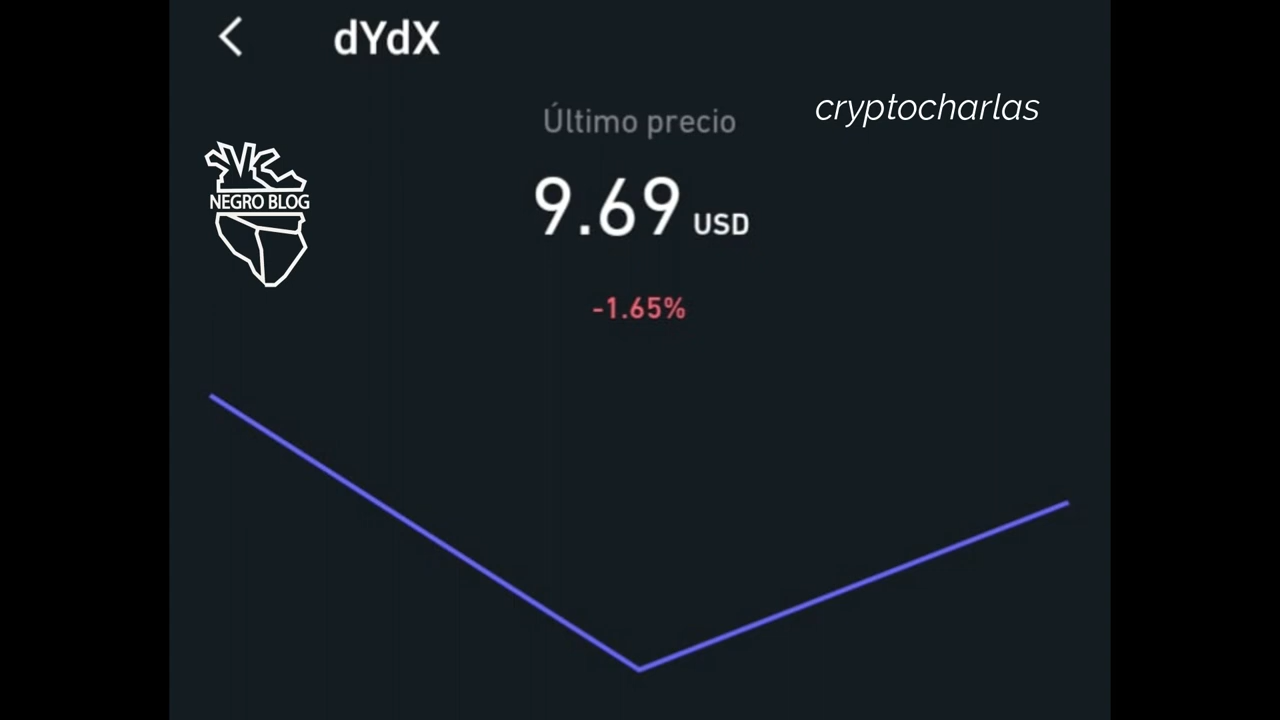 dYdX
Último precio
cryptocharlas
9.69 USD
NEGRO BLOG
-1.65%